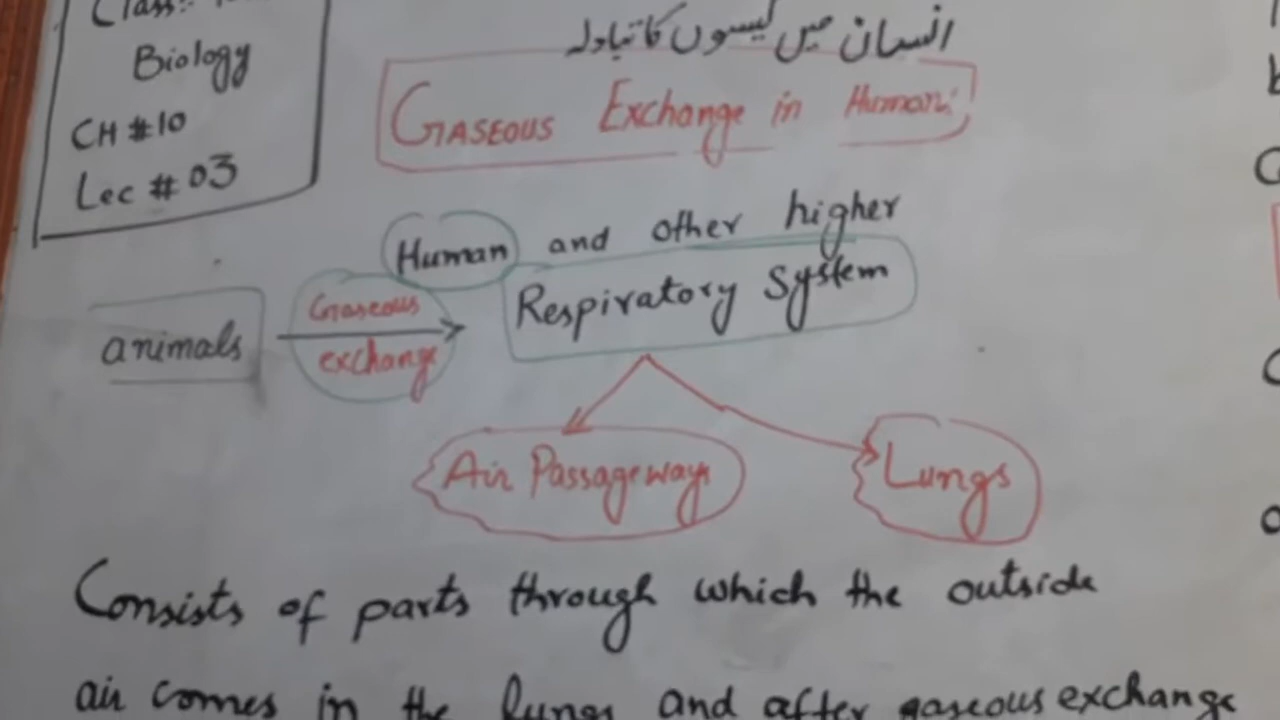 Class:
Biology
CH #10
Lec # 03
انسان میں گیسوں کا تبادلہ
GASEOUS Exchange in Human:
Human and other higher
animals
Gaseous
exchange
Respiratory System
Air Passageways
Lungs
Consists of parts through which the outside
air comes in the lungs and after gaseous exchange